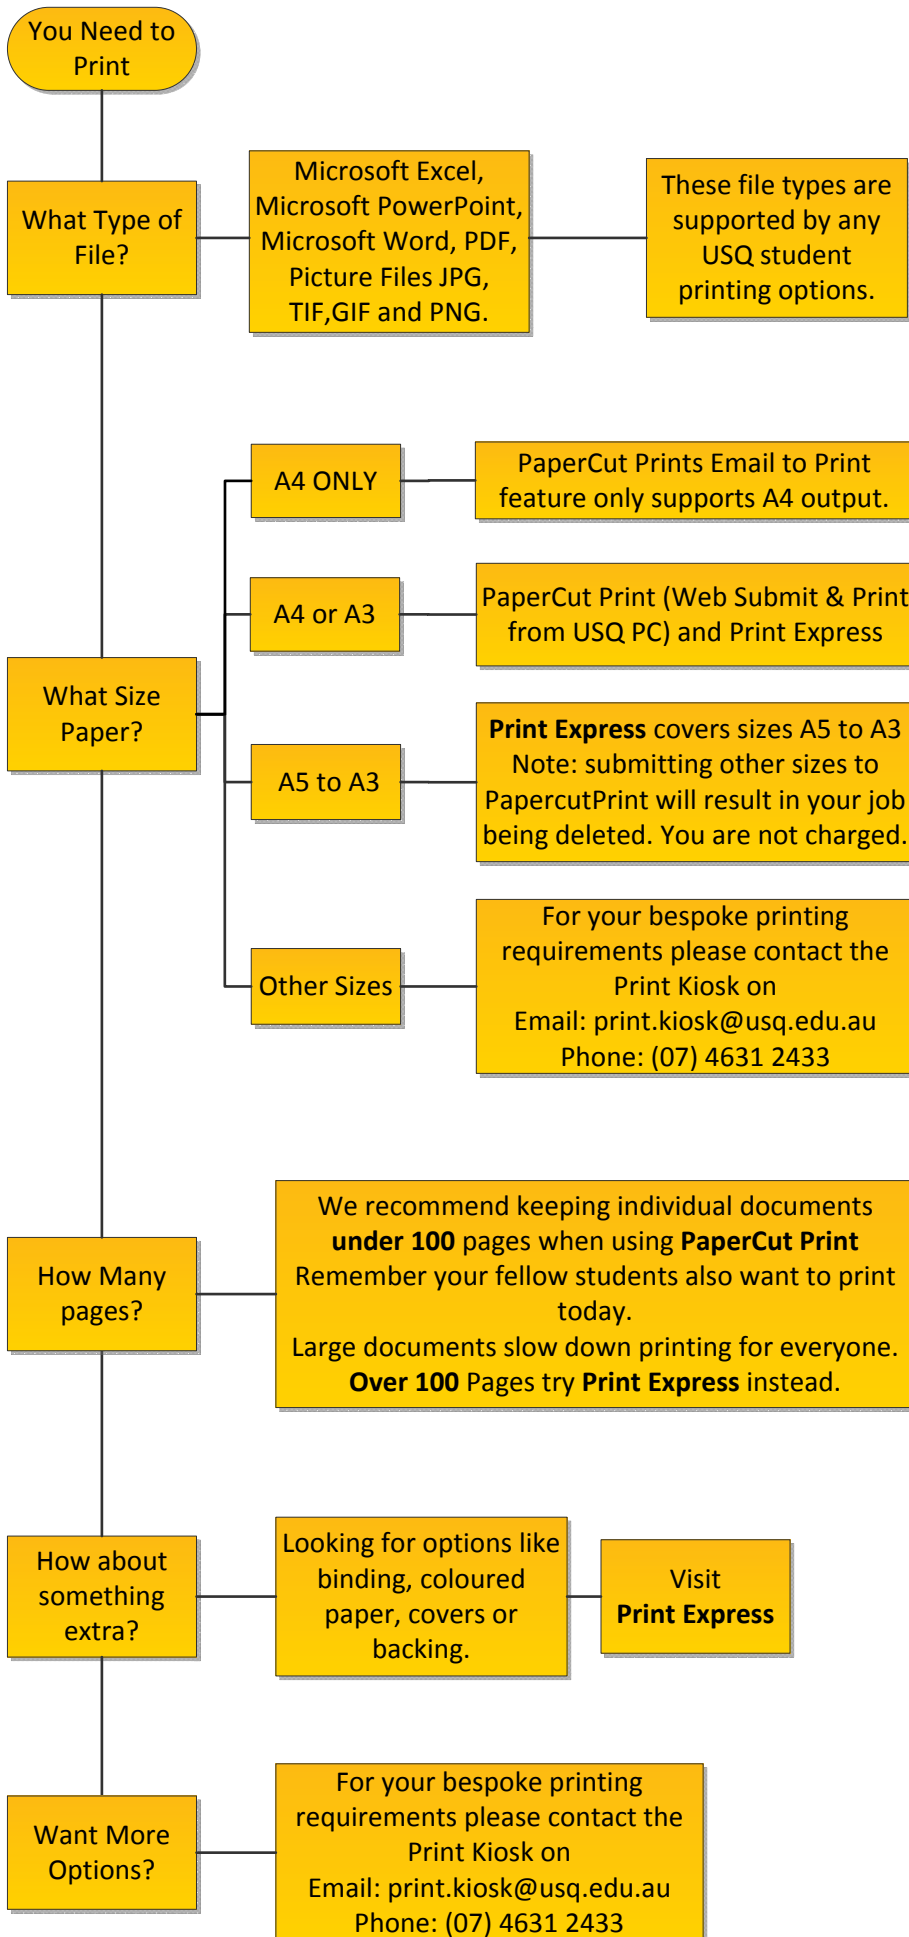 You Need to
Print
What Type of
File?
Microsoft Excel,
Microsoft PowerPoint,
Microsoft Word, PDF,
Picture Files JPG,
TIF,GIF and PNG.
These file types are
supported by any
USQ student
printing options.
What Size
Paper?
A4 ONLY
PaperCut Prints Email to Print
feature only supports A4 output.
A4 or A3
PaperCut Print (Web Submit & Print
from USQ PC) and Print Express
A5 to A3
Print Express covers sizes A5 to A3
Note: submitting other sizes to
PapercutPrint will result in your job
being deleted. You are not charged.
Other Sizes
For your bespoke printing
requirements please contact the
Print Kiosk on
Email: print.kiosk@usq.edu.au
Phone: (07) 4631 2433
How Many
pages?
We recommend keeping individual documents
under 100 pages when using PaperCut Print
Remember your fellow students also want to print
today.
Large documents slow down printing for everyone.
Over 100 Pages try Print Express instead.
How about
something
extra?
Looking for options like
binding, coloured
paper, covers or
backing.
Visit
Print Express
Want More
Options?
For your bespoke printing
requirements please contact the
Print Kiosk on
Email: print.kiosk@usq.edu.au
Phone: (07) 4631 2433